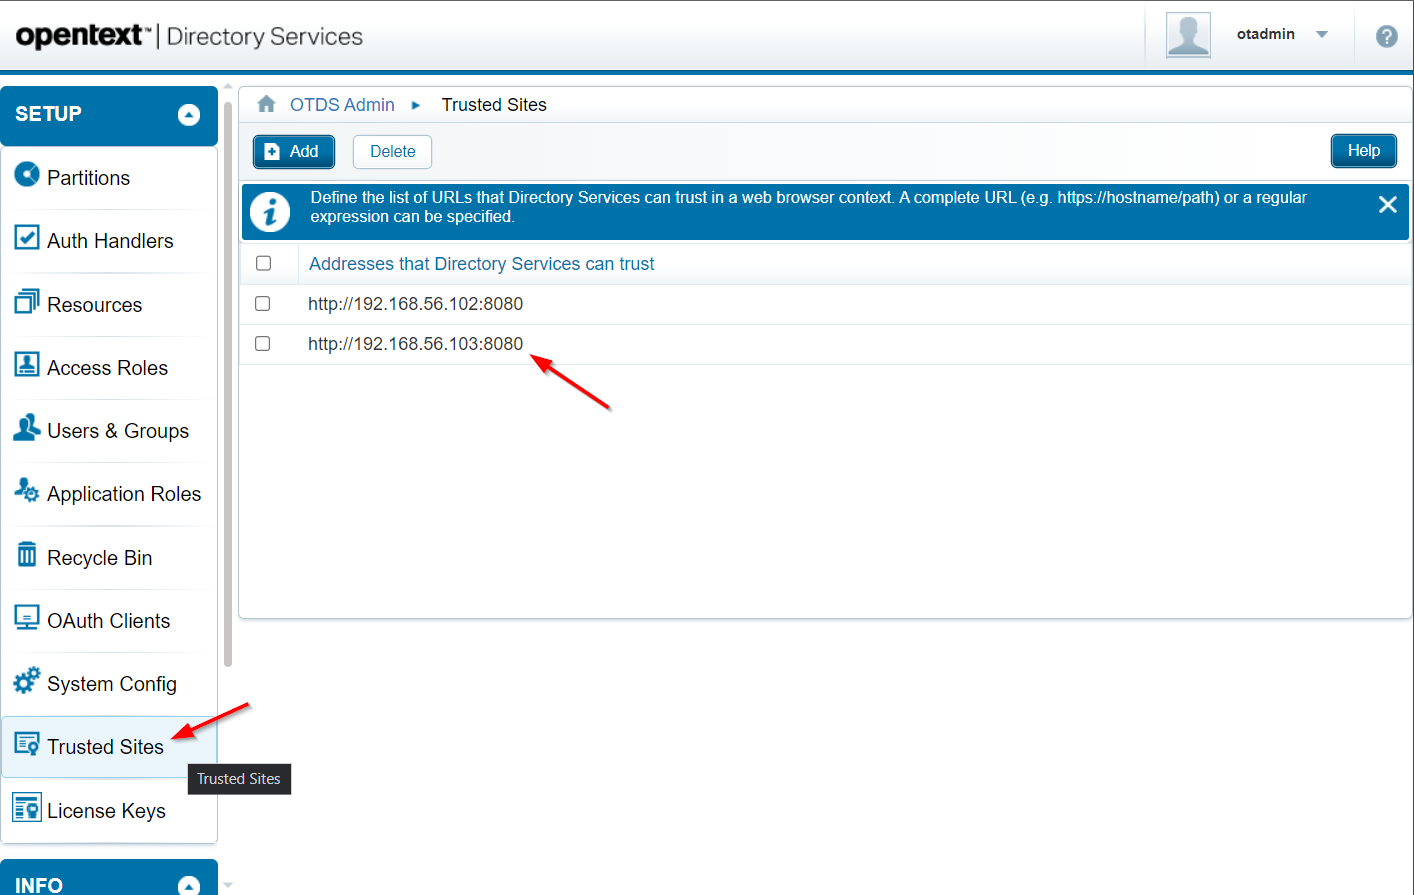 opentext™ | Directory Services
otadmin
?
SETUP
Partitions
Auth Handlers
Resources
Access Roles
Users & Groups
Application Roles
Recycle Bin
OAuth Clients
System Config
Trusted Sites
Trusted Sites
License Keys
INFO
OTDS Admin Trusted Sites
Add Delete Help
i
Define the list of URLs that Directory Services can trust in a web browser context. A complete URL (e.g. https://hostname/path) or a regular
expression can be specified.
Addresses that Directory Services can trust
http://192.168.56.102:8080
http://192.168.56.103:8080